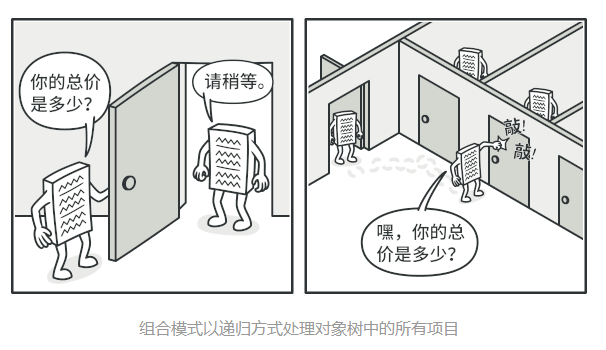 你的总价
是多少？
请稍等。
敲!
敲!
嘿，你的总
价是多少？
组合模式以递归方式处理对象树中的所有项目